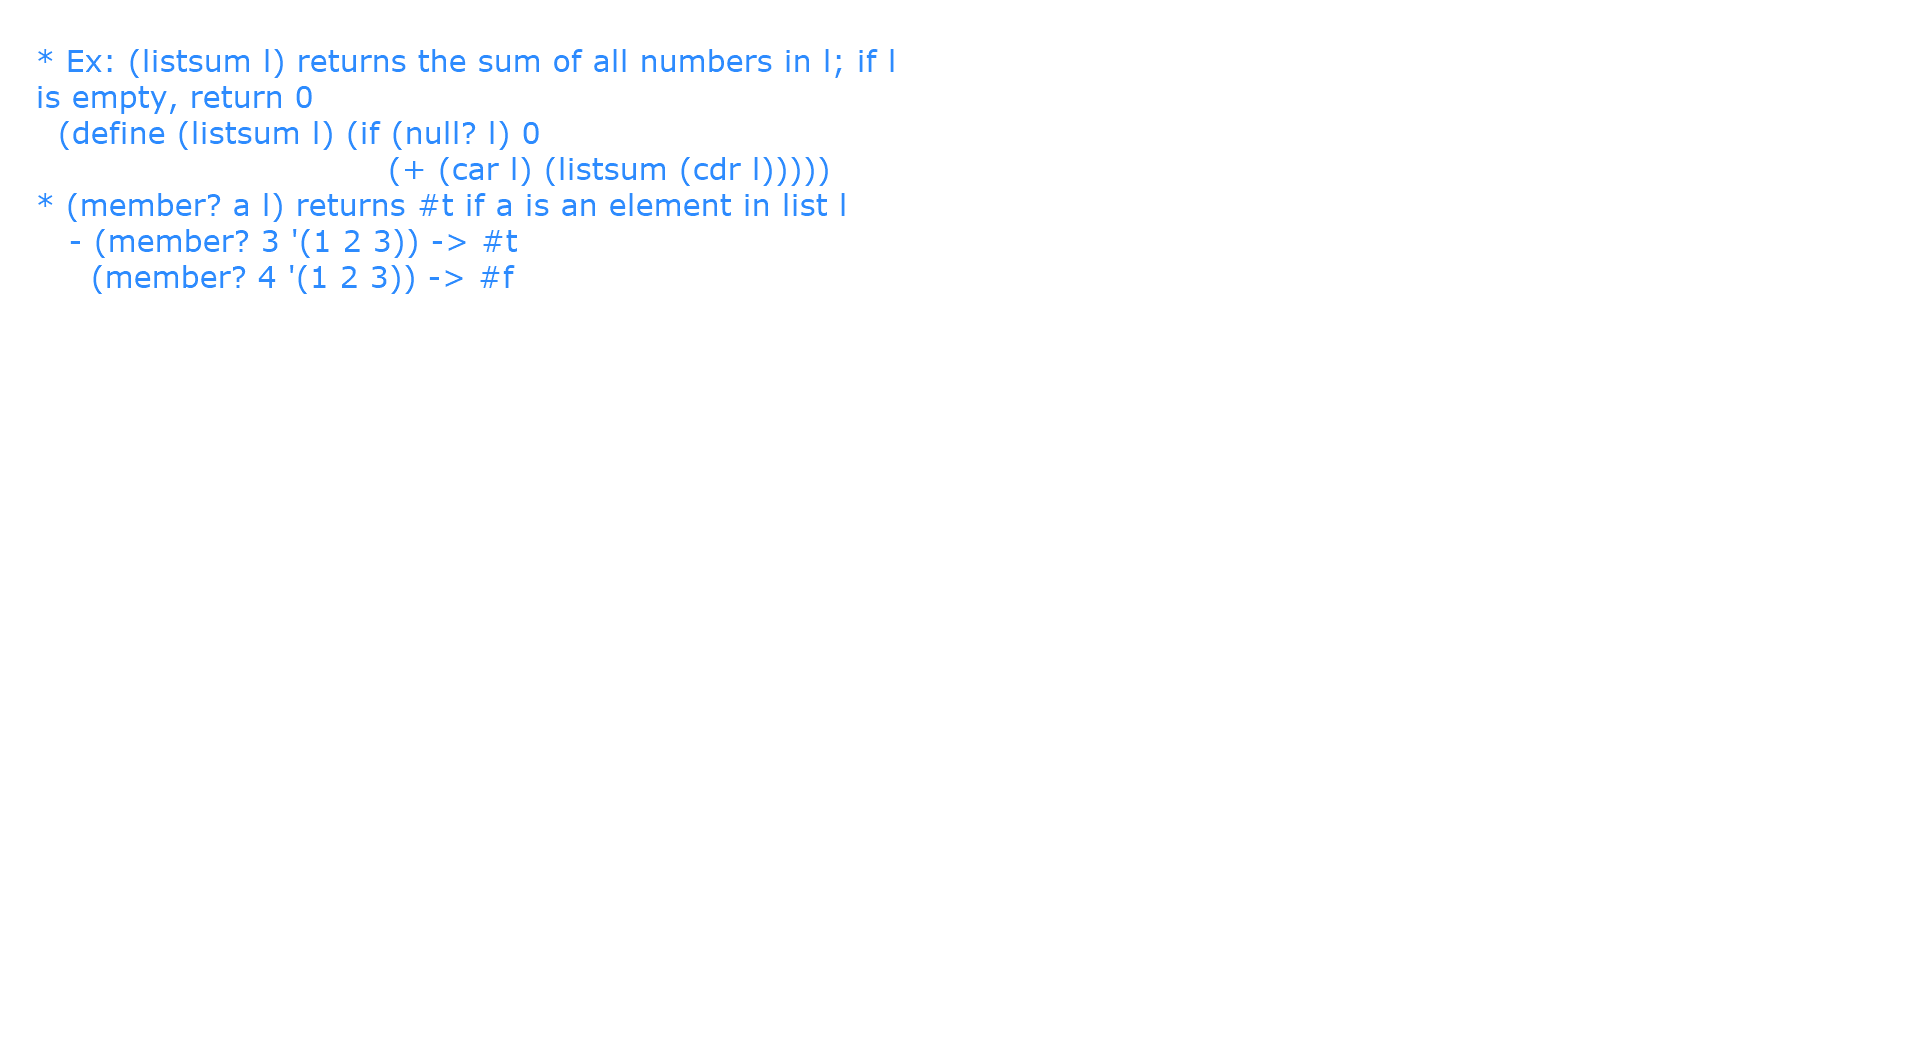 * Ex: (listsum l) returns the sum of all numbers in l; if l
is empty, return 0
(define (listsum l) (if (null? l) 0
(+ (car l) (listsum (cdr l)))))
* (member? a l) returns #t if a is an element in list l
- (member? 3 '(1 2 3)) -> #t
(member? 4 '(1 2 3)) -> #f